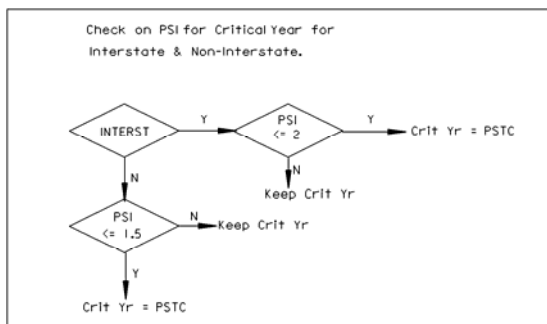 Check on PSI for Critical Year for
Interstate & Non-Interstate.
INTERST
Y
PSI
<= 2
Y
Crit Yr = PSTC
N
Keep Crit Yr
N
PSI
<= 1.5
N
Keep Crit Yr
Y
Crit Yr = PSTC